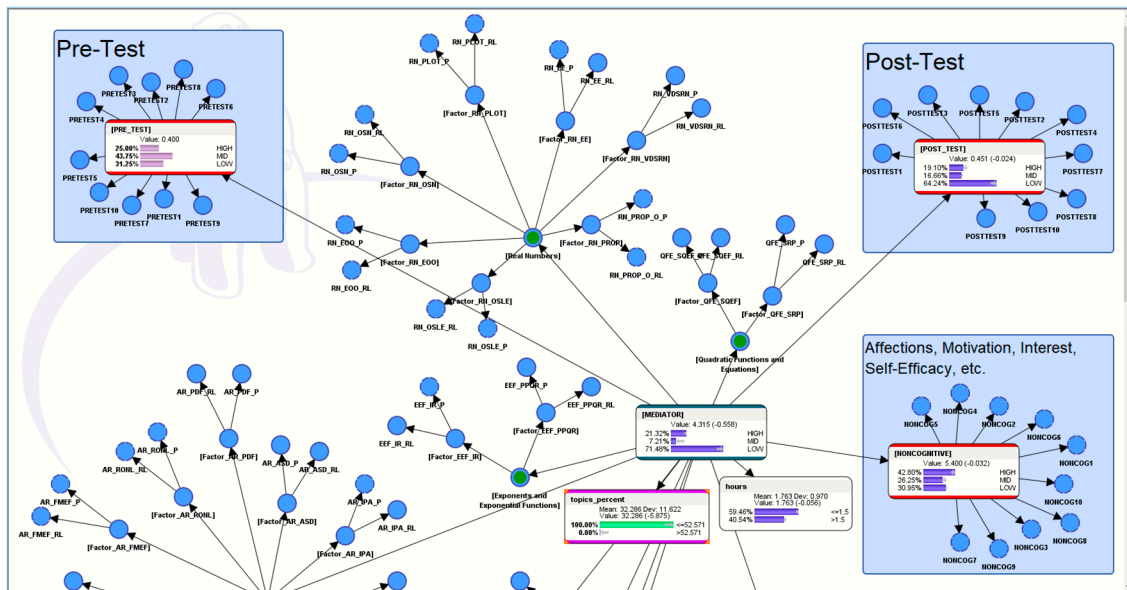 Pre-Test
PRETEST3
PRETEST2
PRETEST8
PRETEST6
PRETEST4
[PRE_TEST]
Value: 0.400
25.00% HIGH
43.75% MID
31.25% LOW
PRETEST5
PRETEST10
PRETEST7
PRETEST1
PRETEST9
RN_PLOT_RL
RN_PLOT_P
[Factor_RN_PLOT]
RN_EE_P
RN_EE_RL
[Factor_RN_EE]
RN_VDSRN_P
RN_VDSRN_RL
[Factor_RN_VDSRN]
RN_OSN_RL
RN_OSN_P
[Factor_RN_OSN]
RN_PROP_O_P
[Factor_RN_PROP]
RN_PROP_O_RL
RN_EOO_P
[Factor_RN_EOO]
RN_EOO_RL
[Real Numbers]
[Factor_RN_OSLE]
RN_OSLE_RL
RN_OSLE_P
QFE_SQEF_P
QFE_SQEF_RL
[Factor_QFE_SQEF]
QFE_SRP_P
QFE_SRP_RL
[Factor_QFE_SRP]
[Quadratic Functions and
Equations]
Post-Test
POSTTEST3
POSTTEST5
POSTTEST2
POSTTEST6
POSTTEST4
[POST_TEST]
Value: 0.451 (-0.024)
19.10% HIGH
16.66% MID
64.24% LOW
POSTTEST1
POSTTEST7
POSTTEST8
POSTTEST9
POSTTEST10
Affections, Motivation, Interest,
Self-Efficacy, etc.
NONCOG4
NONCOG5
NONCOG2
NONCOG6
NONCOG1
[NONCOGNITIVE]
Value: 5.400 (-0.032)
42.80% HIGH
26.25% MID
30.95% LOW
NONCOG10
NONCOG8
NONCOG3
NONCOG7
NONCOG9
EEF_PPQR_P
EEF_PPQR_RL
[Factor_EEF_PPQR]
EEF_IR_P
EEF_IR_RL
[Factor_EEF_IR]
[Exponents and
Exponential Functions]
[MEDIATOR]
Value: 4.315 (-0.558)
21.32% HIGH
7.21% MID
71.48% LOW
topics_percent
Mean: 32.286 Dev: 11.622
Value: 32.286 (-5.875)
100.00% <=52.571
0.00% >52.571
hours
Mean: 1.763 Dev: 0.970
Value: 1.763 (-0.056)
59.46% <=1.5
40.54% >1.5
AR_PDF_RL
AR_PDF_P
[Factor_AR_PDF]
AR_RONL_P
AR_RONL_RL
[Factor_AR_RONL]
AR_ASD_P
AR_ASD_RL
[Factor_AR_ASD]
AR_FMEF_P
AR_FMEF_RL
[Factor_AR_FMEF]
AR_IPA_P
AR_IPA_RL
[Factor_AR_IPA]